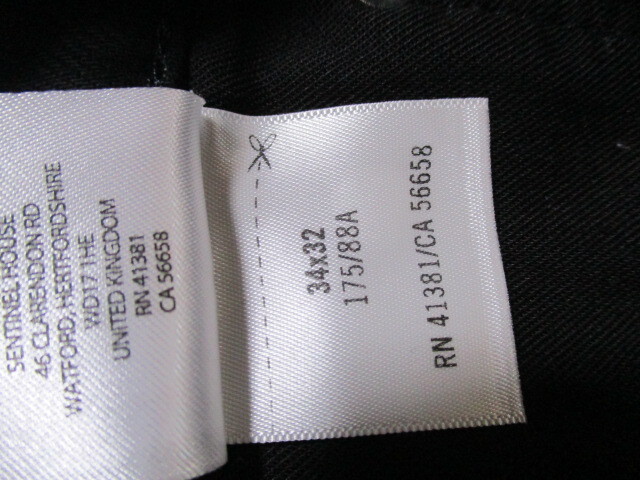 SENTINEL HOUSE
46 CLARENDON RD
WATFORD, HERTFORDSHIRE
WD17 1HE
UNITED KINGDOM
RN 41381
CA 56658
34x32
175/88A
RN 41381/CA 56658